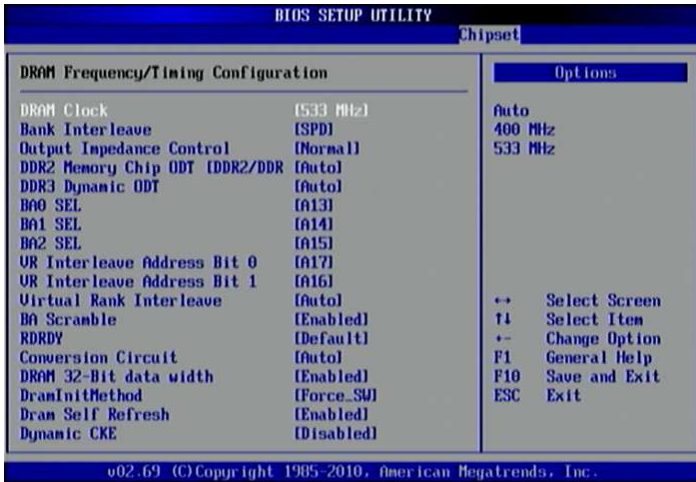 BIOS SETUP UTILITY
Chipset
DRAM Frequency/Timing Configuration
DRAM Clock [533 MHz]
Bank Interleave [SPD]
Output Impedance Control [Normal]
DDR2 Memory Chip ODT [DDR2/DDR [Auto]
DDR3 Dynamic ODT [Auto]
BA0 SEL [A13]
BA1 SEL [A14]
BA2 SEL [A15]
VR Interleave Address Bit 0 [A17]
VR Interleave Address Bit 1 [A16]
Virtual Rank Interleave [Auto]
BA Scramble [Enabled]
RDRDY [Default]
Conversion Circuit [Auto]
DRAM 32-Bit data width [Enabled]
DramInitMethod [Force_SW]
Dram Self Refresh [Enabled]
Dynamic CKE [Disabled]
Options
Auto
400 MHz
533 MHz
↔ Select Screen
↑↓ Select Item
+- Change Option
F1 General Help
F10 Save and Exit
ESC Exit
v02.69 (C)Copyright 1985-2010, American Megatrends, Inc.